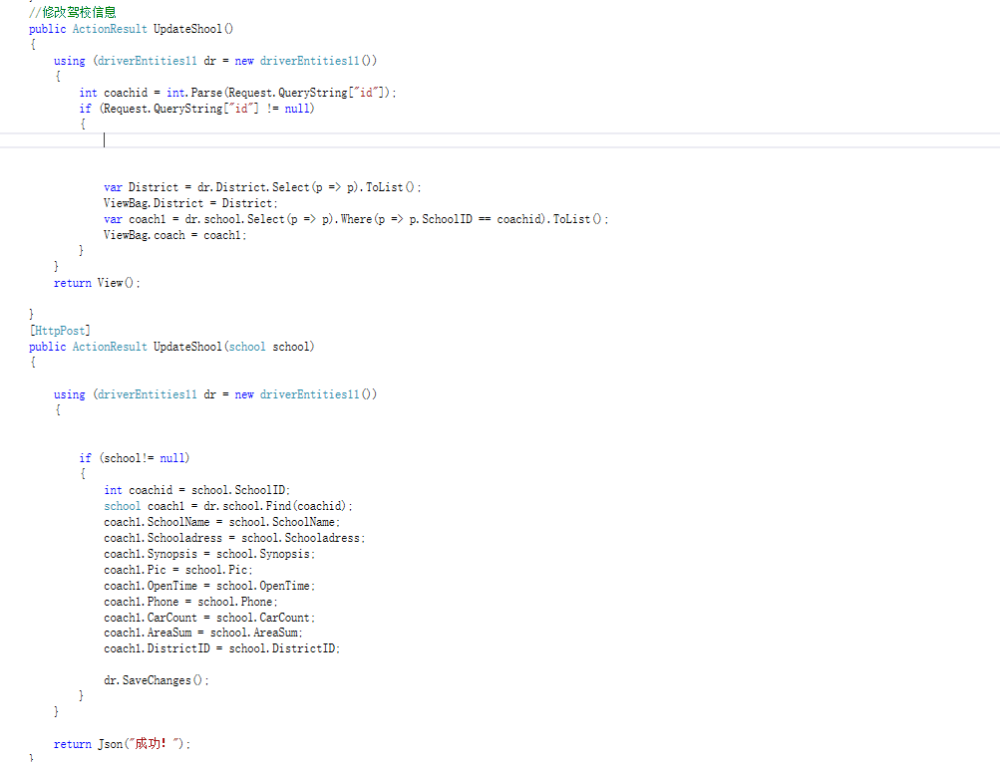 //修改驾校信息
public ActionResult UpdateShool()
{
using (driverEntities11 dr = new driverEntities11())
{
int coachid = int.Parse(Request.QueryString["id"]);
if (Request.QueryString["id"] != null)
{
var District = dr.District.Select(p => p).ToList();
ViewBag.District = District;
var coach1 = dr.school.Select(p => p).Where(p => p.SchoolID == coachid).ToList();
ViewBag.coach = coach1;
}
}
return View();
}
[HttpPost]
public ActionResult UpdateShool(school school)
{
using (driverEntities11 dr = new driverEntities11())
{
if (school!= null)
{
int coachid = school.SchoolID;
school coach1 = dr.school.Find(coachid);
coach1.SchoolName = school.SchoolName;
coach1.Schooladress = school.Schooladress;
coach1.Synopsis = school.Synopsis;
coach1.Pic = school.Pic;
coach1.OpenTime = school.OpenTime;
coach1.Phone = school.Phone;
coach1.CarCount = school.CarCount;
coach1.AreaSum = school.AreaSum;
coach1.DistrictID = school.DistrictID;
dr.SaveChanges();
}
}
return Json("成功! ");
}